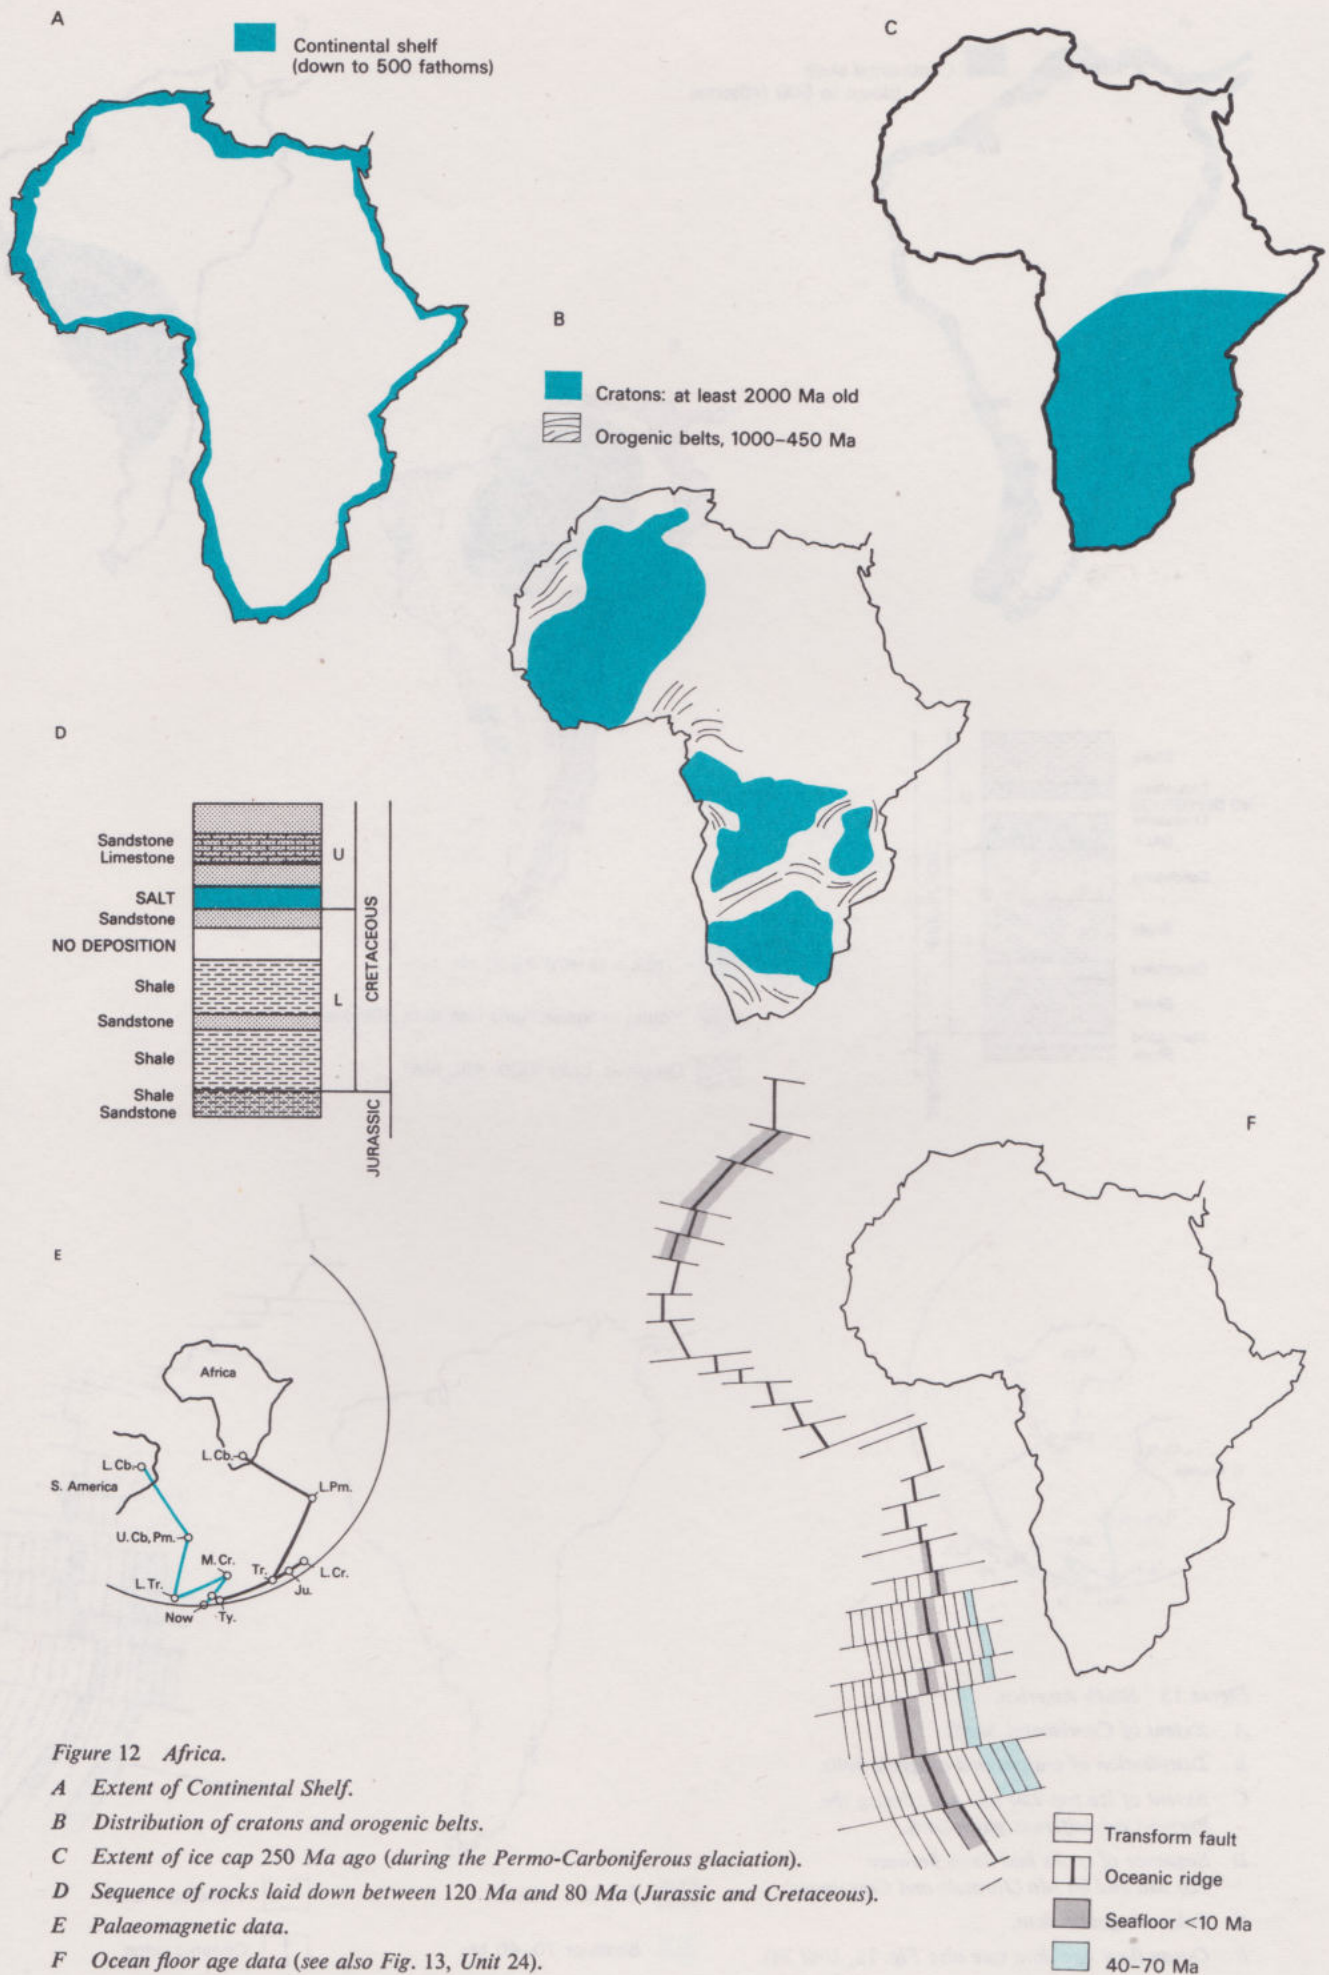 A
Continental shelf
(down to 500 fathoms)
C
B
Cratons: at least 2000 Ma old
Orogenic belts, 1000–450 Ma
D
Sandstone
Limestone
SALT
Sandstone
NO DEPOSITION
Shale
Sandstone
Shale
Shale
Sandstone
U
L
CRETACEOUS
JURASSIC
E
Africa
L. Cb.
L. Cb.
S. America
L.Pm.
U. Cb, Pm.
M. Cr.
Tr.
L. Cr.
L. Tr.
Ju.
Now
Ty.
F
Transform fault
Oceanic ridge
Seafloor <10 Ma
40–70 Ma
Figure 12 Africa.
A Extent of Continental Shelf.
B Distribution of cratons and orogenic belts.
C Extent of ice cap 250 Ma ago (during the Permo-Carboniferous glaciation).
D Sequence of rocks laid down between 120 Ma and 80 Ma (Jurassic and Cretaceous).
E Palaeomagnetic data.
F Ocean floor age data (see also Fig. 13, Unit 24).